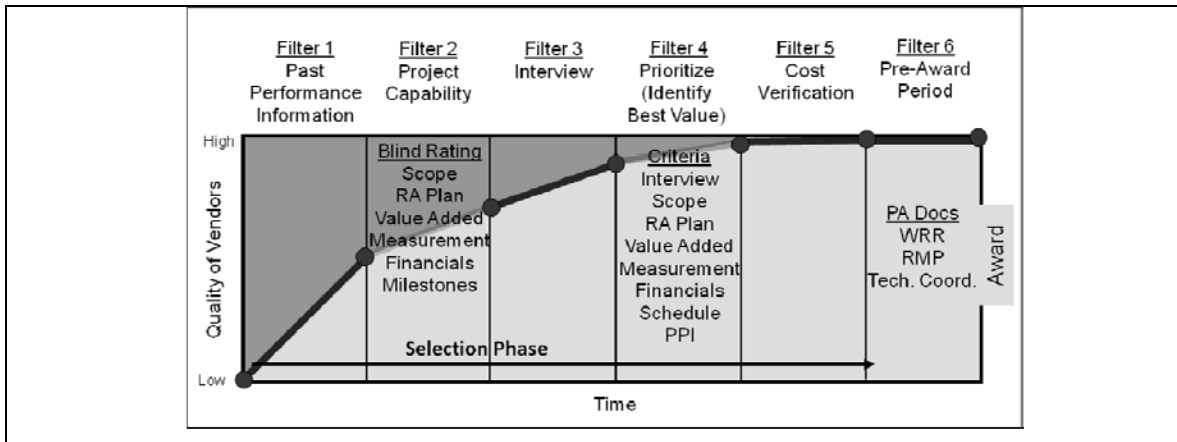 Filter 1
Past
Performance
Information
Filter 2
Project
Capability
Filter 3
Interview
Filter 4
Prioritize
(Identify
Best Value)
Filter 5
Cost
Verification
Filter 6
Pre-Award
Period
High
Low
Quality of Vendors
Blind Rating
Scope
RA Plan
Value Added
Measurement
Financials
Milestones
Criteria
Interview
Scope
RA Plan
Value Added
Measurement
Financials
Schedule
PPI
PA Docs
WRR
RMP
Tech. Coord.
Award
Selection Phase
Time